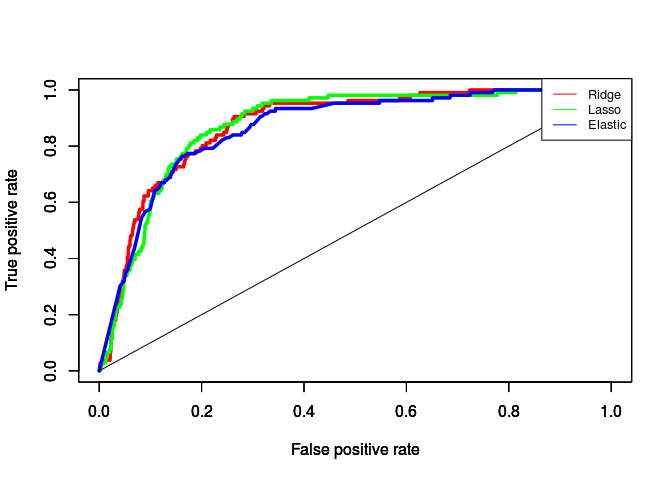 Ridge
Lasso
Elastic
True positive rate
1.0
0.8
0.6
0.4
0.2
0.0
0.0 0.2 0.4 0.6 0.8 1.0
False positive rate